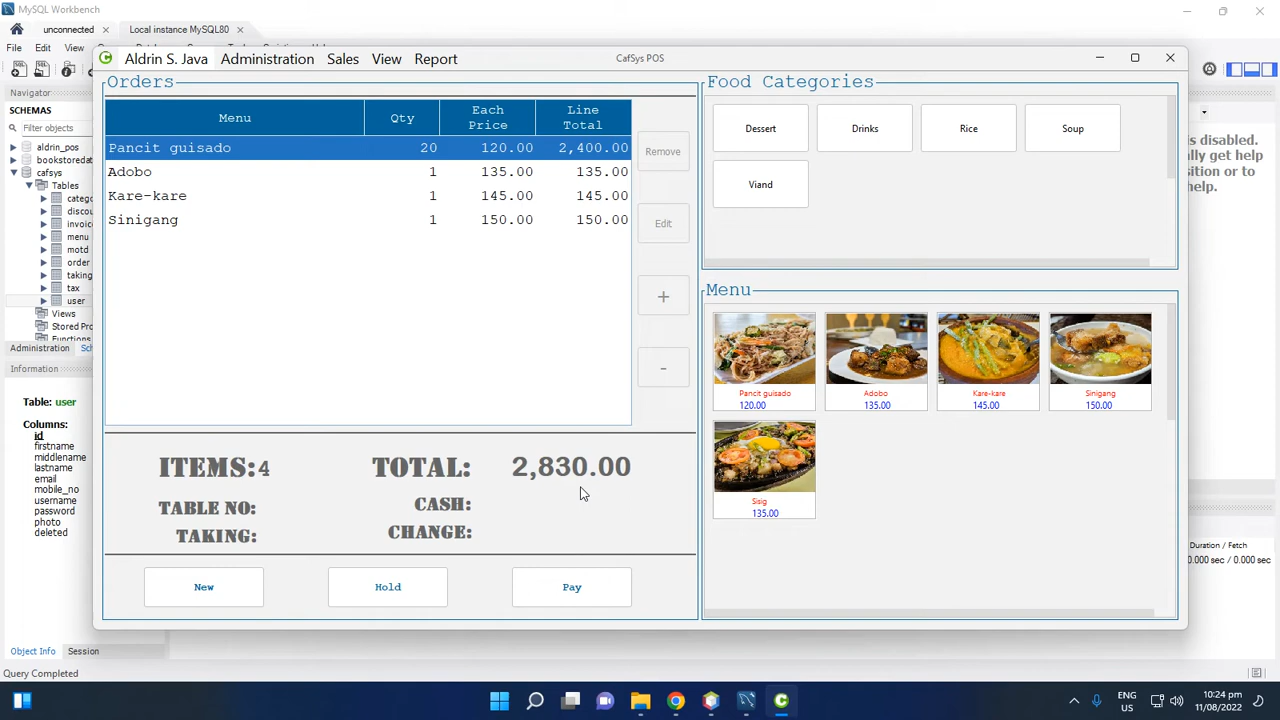 MySQL Workbench
unconnected
Local instance MySQL80
File Edit View
Aldrin S. Java Administration Sales View Report
CafSys POS
Navigator
SCHEMAS
Filter objects
aldrin_pos
bookstoredat
cafsys
Tables
catego
discou
invoice
menu
motd
order
taking
tax
user
Views
Stored Pro
Functions
Administration Sch
Information
Table: user
Columns:
id
firstname
middlename
lastname
email
mobile_no
username
password
photo
deleted
Object Info Session
Query Completed
Orders
Menu Qty Each Price Line Total
Pancit guisado 20 120.00 2,400.00
Adobo 1 135.00 135.00
Kare-kare 1 145.00 145.00
Sinigang 1 150.00 150.00
Remove
Edit
+
-
ITEMS: 4 TOTAL: 2,830.00
TABLE NO: CASH:
TAKING: CHANGE:
New Hold Pay
Food Categories
Dessert Drinks Rice Soup
Viand
Menu
Pancit guisado Adobo Kare-kare Sinigang
120.00 135.00 145.00 150.00
Sisig
135.00
is disabled.
ally get help
sition or to
help.
Duration / Fetch
0.000 sec / 0.000 sec
ENG
US
10:24 pm
11/08/2022